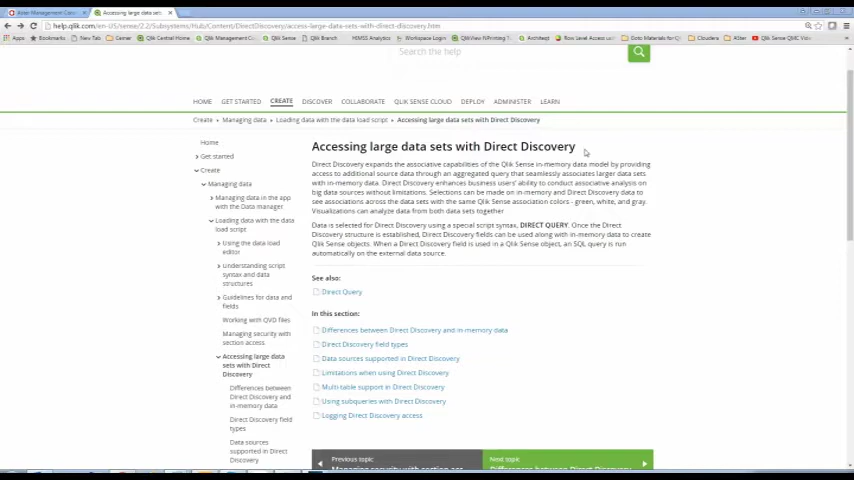 Accessing large data sets
help.qlik.com/en-US/sense/2.2/Subsystems/Hub/Content/DirectDiscovery/access-large-data-sets-with-direct-discovery.htm
Apps Bookmarks New Tab Cerner Qlik Central Home Qlik Management Qlik Sense Qlik Branch HIMSS Analytics Workspace Login QlikView NPrinting Row Level Access Goto Materials for Cloudera Qlik Sense QMC Vid
Search the help
HOME GET STARTED CREATE DISCOVER COLLABORATE QLIK SENSE CLOUD DEPLOY ADMINISTER LEARN
Create Managing data Loading data with the data load script Accessing large data sets with Direct Discovery
Home
Get started
Create
Managing data
Managing data in the app
with the Data manager
Loading data with the data
load script
Using the data load
editor
Understanding script
syntax and data
structures
Guidelines for data and
fields
Working with QVD files
Managing security with
section access
Accessing large data
sets with Direct
Discovery
Differences between
Direct Discovery and
in-memory data
Direct Discovery field
types
Data sources
supported in Direct
Discovery
Accessing large data sets with Direct Discovery
Direct Discovery expands the associative capabilities of the Qlik Sense in-memory data model by providing
access to additional source data through an aggregated query that seamlessly associates larger data sets
with in-memory data. Direct Discovery enhances business users' ability to conduct associative analysis on
big data sources without limitations. Selections can be made on in-memory and Direct Discovery data to
see associations across the data sets with the same Qlik Sense association colors - green, white, and gray.
Visualizations can analyze data from both data sets together
Data is selected for Direct Discovery using a special script syntax, DIRECT QUERY. Once the Direct
Discovery structure is established, Direct Discovery fields can be used along with in-memory data to create
Qlik Sense objects. When a Direct Discovery field is used in a Qlik Sense object, an SQL query is run
automatically on the external data source.
See also:
Direct Query
In this section:
Differences between Direct Discovery and in-memory data
Direct Discovery field types
Data sources supported in Direct Discovery
Limitations when using Direct Discovery
Multi table support in Direct Discovery
Using subqueries with Direct Discovery
Logging Direct Discovery access
Previous topic
Managing security with section acc
Next topic
Differences between Direct Discovery